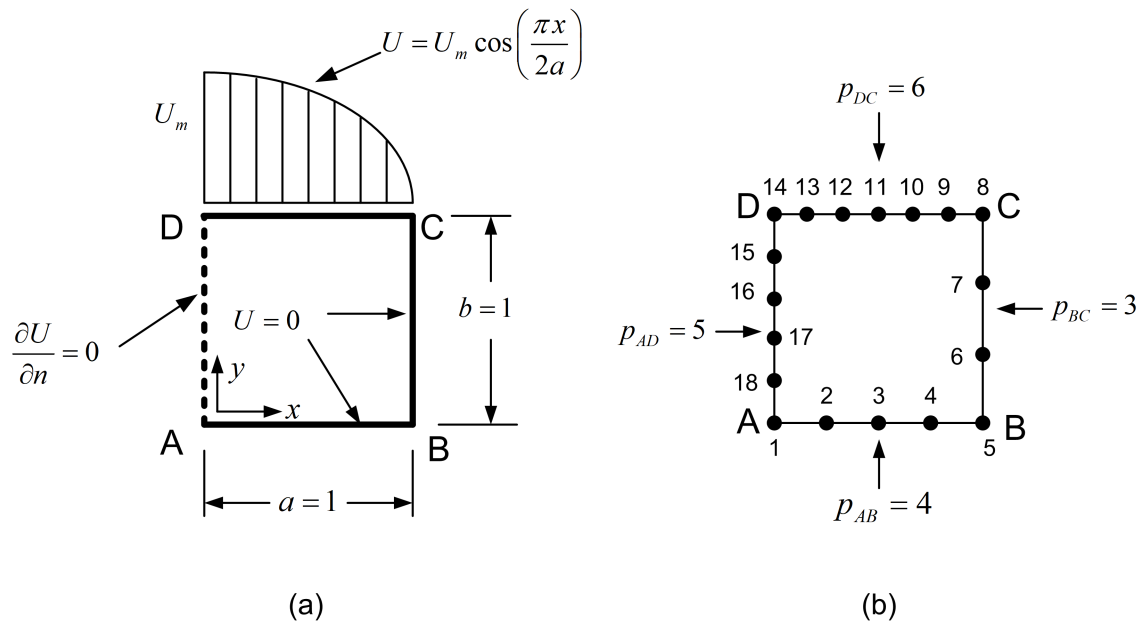 U = U_m cos(πx/2a)
U_m
D
C
∂U/∂n = 0
U = 0
b = 1
y
x
A
B
a = 1
(a)
p_DC = 6
14 13 12 11 10 9 8
D
C
15
16
7
p_AD = 5
17
p_BC = 3
6
18
2 3 4
A
B
1
5
p_AB = 4
(b)